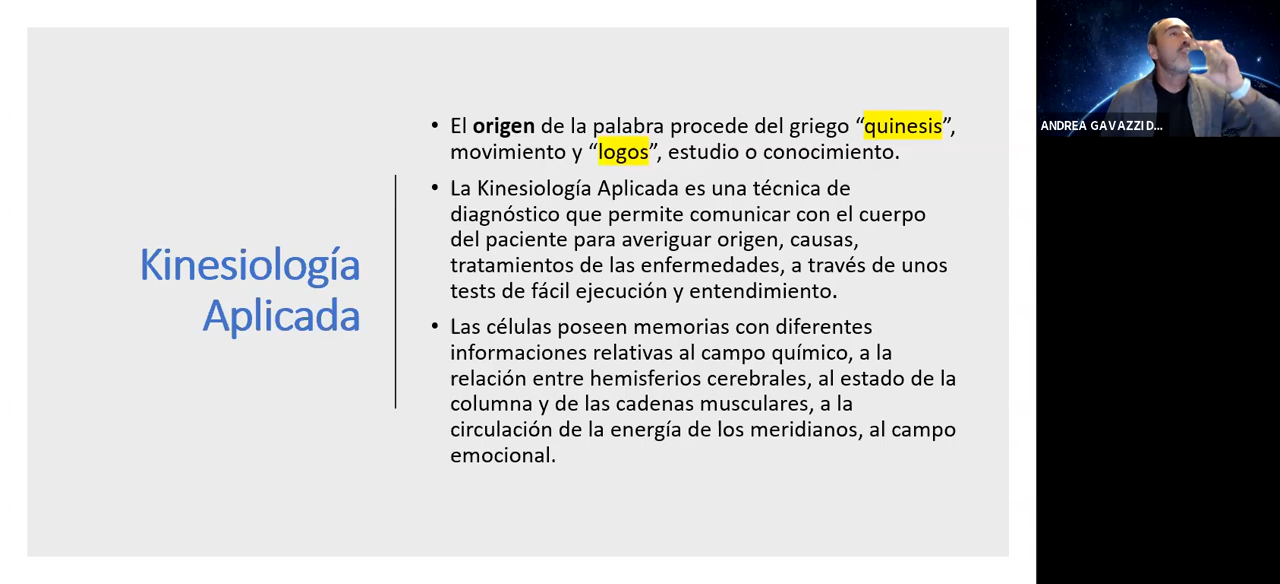 Kinesiología
Aplicada
• El origen de la palabra procede del griego “quinesis”,
movimiento y “logos”, estudio o conocimiento.
• La Kinesiología Aplicada es una técnica de
diagnóstico que permite comunicar con el cuerpo
del paciente para averiguar origen, causas,
tratamientos de las enfermedades, a través de unos
tests de fácil ejecución y entendimiento.
• Las células poseen memorias con diferentes
informaciones relativas al campo químico, a la
relación entre hemisferios cerebrales, al estado de la
columna y de las cadenas musculares, a la
circulación de la energía de los meridianos, al campo
emocional.
ANDREA GAVAZZI D...